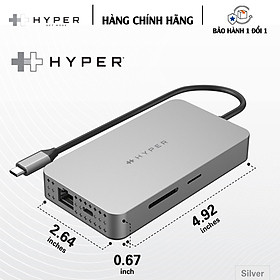 HYPER
HÀNG CHÍNH HÃNG
BẢO HÀNH 1 ĐỔI 1
HYPER
HYPER
2.64
inches
0.67
inch
4.92
inches
Silver